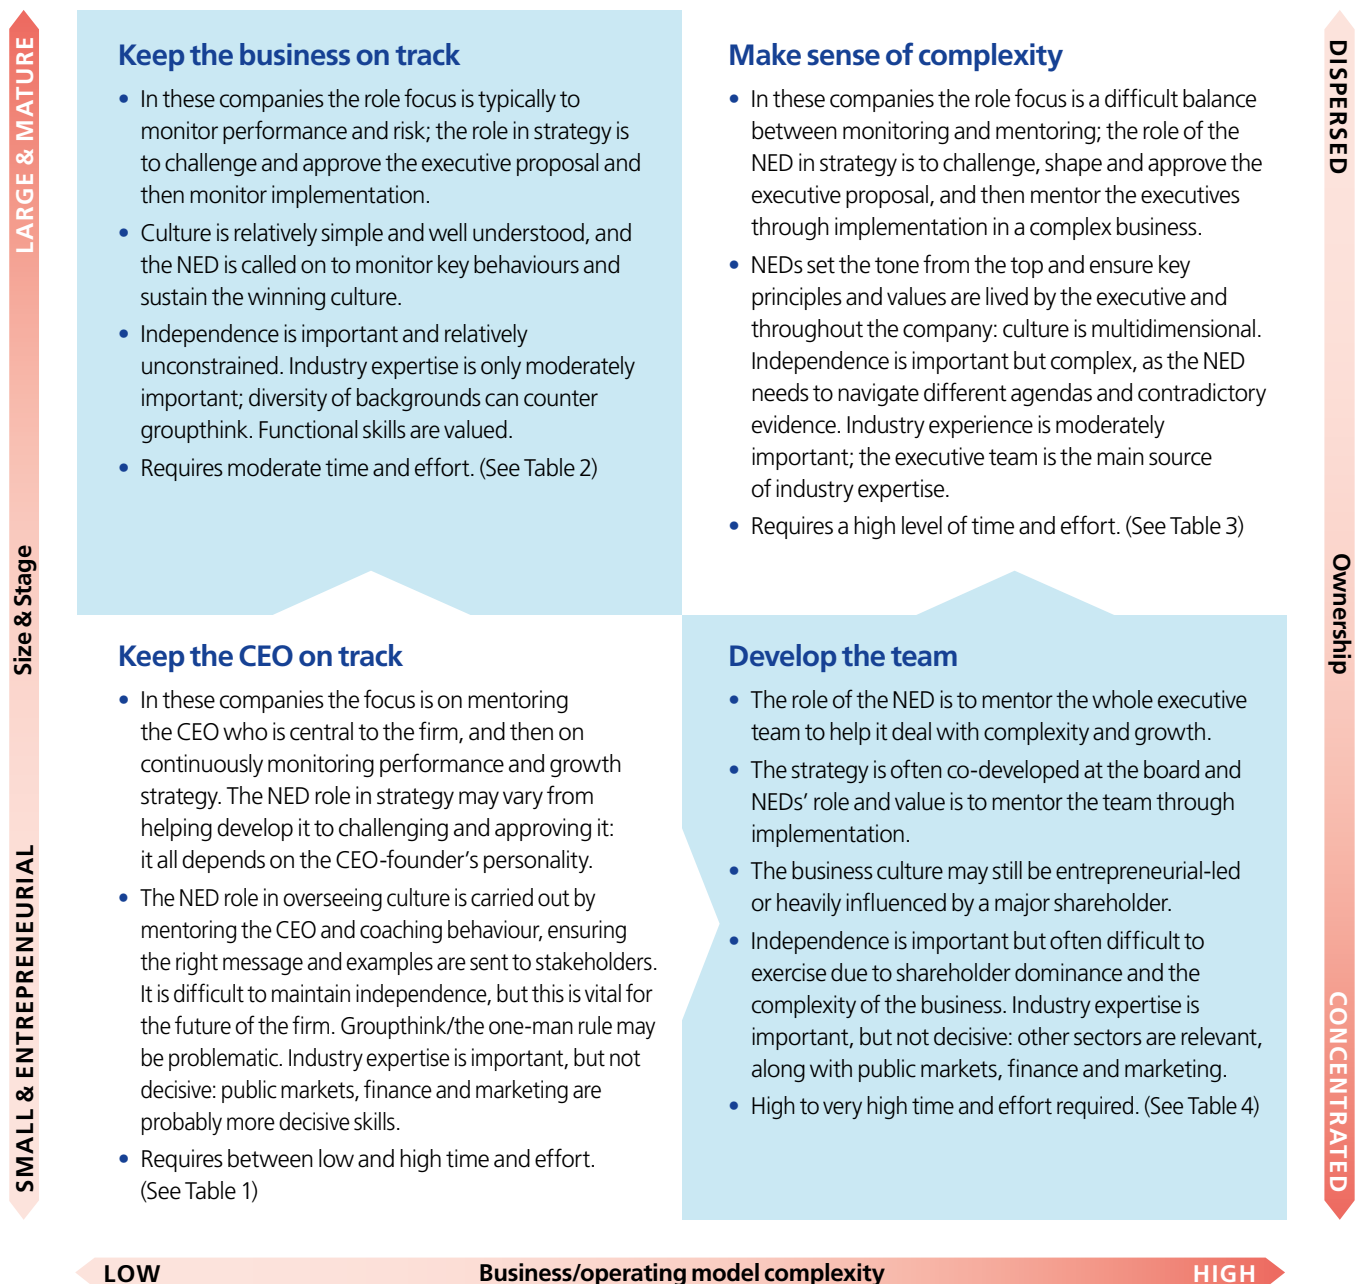 LARGE & MATURE
Size & Stage
SMALL & ENTREPRENEURIAL
Keep the business on track
• In these companies the role focus is typically to
monitor performance and risk; the role in strategy is
to challenge and approve the executive proposal and
then monitor implementation.
• Culture is relatively simple and well understood, and
the NED is called on to monitor key behaviours and
sustain the winning culture.
• Independence is important and relatively
unconstrained. Industry expertise is only moderately
important; diversity of backgrounds can counter
groupthink. Functional skills are valued.
• Requires moderate time and effort. (See Table 2)
Make sense of complexity
• In these companies the role focus is a difficult balance
between monitoring and mentoring; the role of the
NED in strategy is to challenge, shape and approve the
executive proposal, and then mentor the executives
through implementation in a complex business.
• NEDs set the tone from the top and ensure key
principles and values are lived by the executive and
throughout the company: culture is multidimensional.
Independence is important but complex, as the NED
needs to navigate different agendas and contradictory
evidence. Industry experience is moderately
important; the executive team is the main source
of industry expertise.
• Requires a high level of time and effort. (See Table 3)
Keep the CEO on track
• In these companies the focus is on mentoring
the CEO who is central to the firm, and then on
continuously monitoring performance and growth
strategy. The NED role in strategy may vary from
helping develop it to challenging and approving it:
it all depends on the CEO-founder's personality.
• The NED role in overseeing culture is carried out by
mentoring the CEO and coaching behaviour, ensuring
the right message and examples are sent to stakeholders.
It is difficult to maintain independence, but this is vital for
the future of the firm. Groupthink/the one-man rule may
be problematic. Industry expertise is important, but not
decisive: public markets, finance and marketing are
probably more decisive skills.
• Requires between low and high time and effort.
(See Table 1)
Develop the team
• The role of the NED is to mentor the whole executive
team to help it deal with complexity and growth.
• The strategy is often co-developed at the board and
NEDs' role and value is to mentor the team through
implementation.
• The business culture may still be entrepreneurial-led
or heavily influenced by a major shareholder.
• Independence is important but often difficult to
exercise due to shareholder dominance and the
complexity of the business. Industry expertise is
important, but not decisive: other sectors are relevant,
along with public markets, finance and marketing.
• High to very high time and effort required. (See Table 4)
DISPERSED
Ownership
CONCENTRATED
LOW
Business/operating model complexity
HIGH